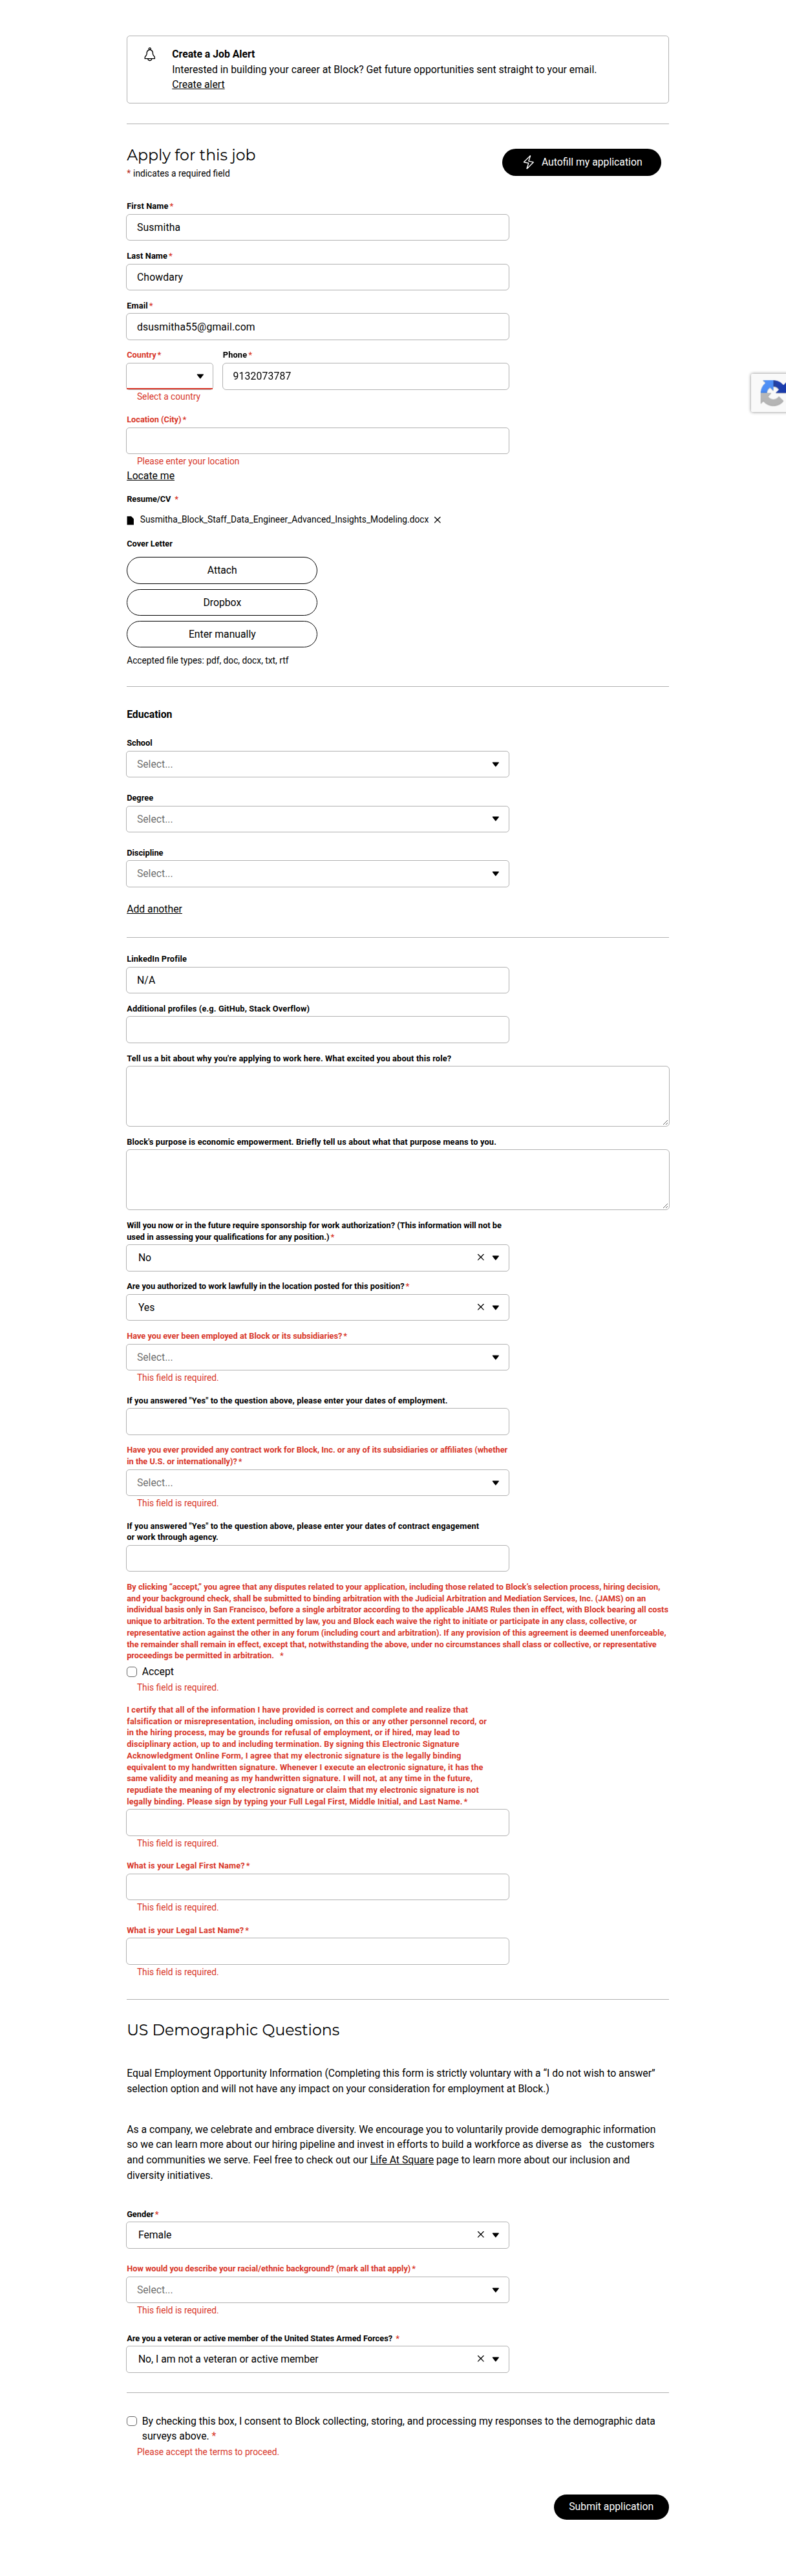 Create a Job Alert
Interested in building your career at Block? Get future opportunities sent straight to your email.
Create alert
Apply for this job
Autofill my application
* indicates a required field
First Name *
Susmitha
Last Name *
Chowdary
Email *
dsusmitha55@gmail.com
Country *
Phone *
9132073787
Select a country
Location (City) *
Please enter your location
Locate me
Resume/CV *
Susmitha_Block_Staff_Data_Engineer_Advanced_Insights_Modeling.docx
Cover Letter
Attach
Dropbox
Enter manually
Accepted file types: pdf, doc, docx, txt, rtf
Education
School
Select...
Degree
Select...
Discipline
Select...
Add another
LinkedIn Profile
N/A
Additional profiles (e.g. GitHub, Stack Overflow)
Tell us a bit about why you're applying to work here. What excited you about this role?
Block's purpose is economic empowerment. Briefly tell us about what that purpose means to you.
Will you now or in the future require sponsorship for work authorization? (This information will not be
used in assessing your qualifications for any position.) *
No
Are you authorized to work lawfully in the location posted for this position? *
Yes
Have you ever been employed at Block or its subsidiaries? *
Select...
This field is required.
If you answered "Yes" to the question above, please enter your dates of employment.
Have you ever provided any contract work for Block, Inc. or any of its subsidiaries or affiliates (whether
in the U.S. or internationally)? *
Select...
This field is required.
If you answered "Yes" to the question above, please enter your dates of contract engagement
or work through agency.
By clicking “accept,” you agree that any disputes related to your application, including those related to Block’s selection process, hiring decision,
and your background check, shall be submitted to binding arbitration with the Judicial Arbitration and Mediation Services, Inc. (JAMS) on an
individual basis only in San Francisco, before a single arbitrator according to the applicable JAMS Rules then in effect, with Block bearing all costs
unique to arbitration. To the extent permitted by law, you and Block each waive the right to initiate or participate in any class, collective, or
representative action against the other in any forum (including court and arbitration). If any provision of this agreement is deemed unenforceable,
the remainder shall remain in effect, except that, notwithstanding the above, under no circumstances shall class or collective, or representative
proceedings be permitted in arbitration. *
Accept
This field is required.
I certify that all of the information I have provided is correct and complete and realize that
falsification or misrepresentation, including omission, on this or any other personnel record, or
in the hiring process, may be grounds for refusal of employment, or if hired, may lead to
disciplinary action, up to and including termination. By signing this Electronic Signature
Acknowledgment Online Form, I agree that my electronic signature is the legally binding
equivalent to my handwritten signature. Whenever I execute an electronic signature, it has the
same validity and meaning as my handwritten signature. I will not, at any time in the future,
repudiate the meaning of my electronic signature or claim that my electronic signature is not
legally binding. Please sign by typing your Full Legal First, Middle Initial, and Last Name. *
This field is required.
What is your Legal First Name? *
This field is required.
What is your Legal Last Name? *
This field is required.
US Demographic Questions
Equal Employment Opportunity Information (Completing this form is strictly voluntary with a “I do not wish to answer”
selection option and will not have any impact on your consideration for employment at Block.)
As a company, we celebrate and embrace diversity. We encourage you to voluntarily provide demographic information
so we can learn more about our hiring pipeline and invest in efforts to build a workforce as diverse as the customers
and communities we serve. Feel free to check out our Life At Square page to learn more about our inclusion and
diversity initiatives.
Gender *
Female
How would you describe your racial/ethnic background? (mark all that apply) *
Select...
This field is required.
Are you a veteran or active member of the United States Armed Forces? *
No, I am not a veteran or active member
By checking this box, I consent to Block collecting, storing, and processing my responses to the demographic data
surveys above. *
Please accept the terms to proceed.
Submit application